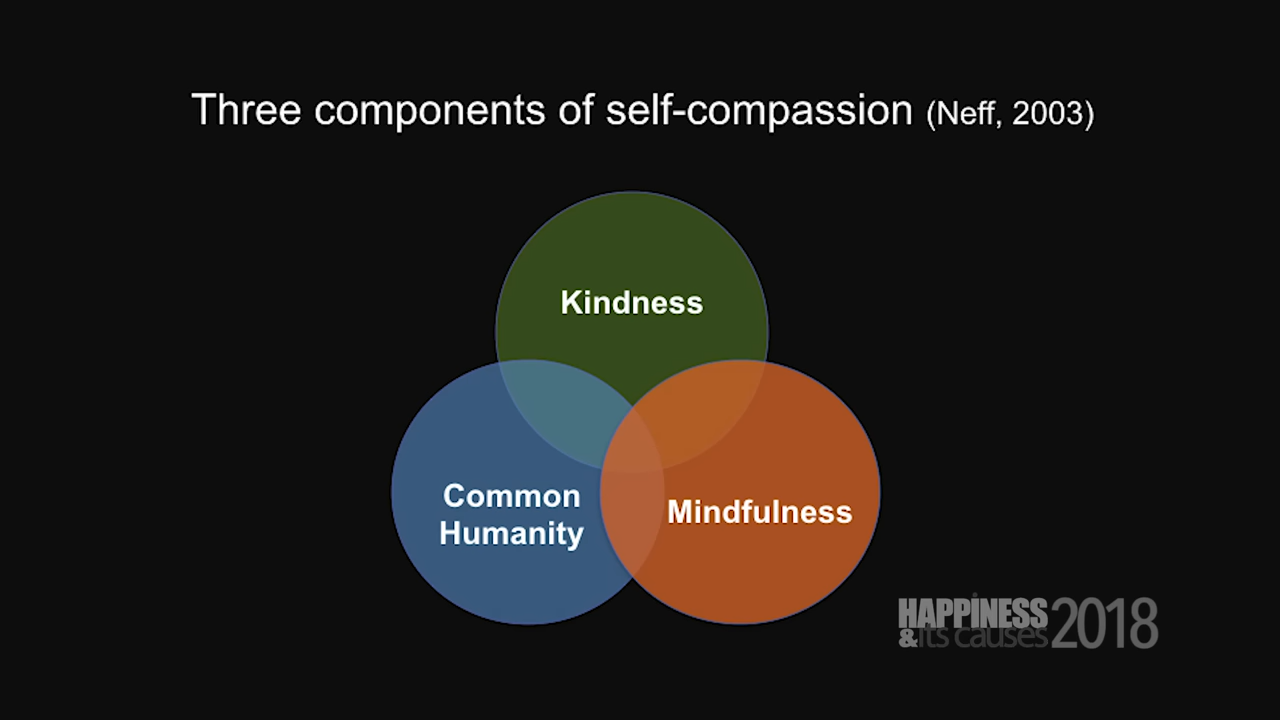 Three components of self-compassion (Neff, 2003)
Kindness
Common
Humanity
Mindfulness
HAPPINESS
&its causes 2018